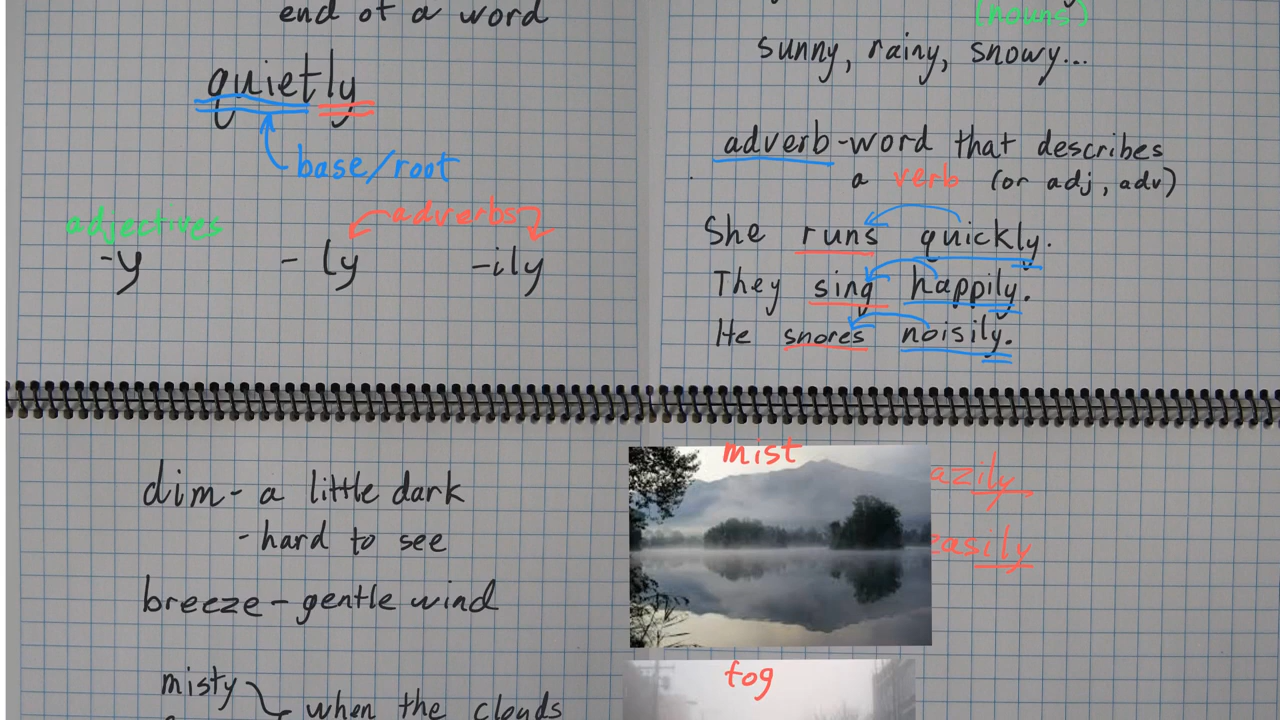 end of a word
quietly
base/root
adjectives
adverbs
-y
-ly
-ily
(nouns)
sunny, rainy, snowy...
adverb-word that describes
a verb (or adj, adv)
She runs quickly.
They sing happily.
He snores noisily.
dim- a little dark
-hard to see
breeze-gentle wind
misty
when the clouds
mist
azily
easily
fog